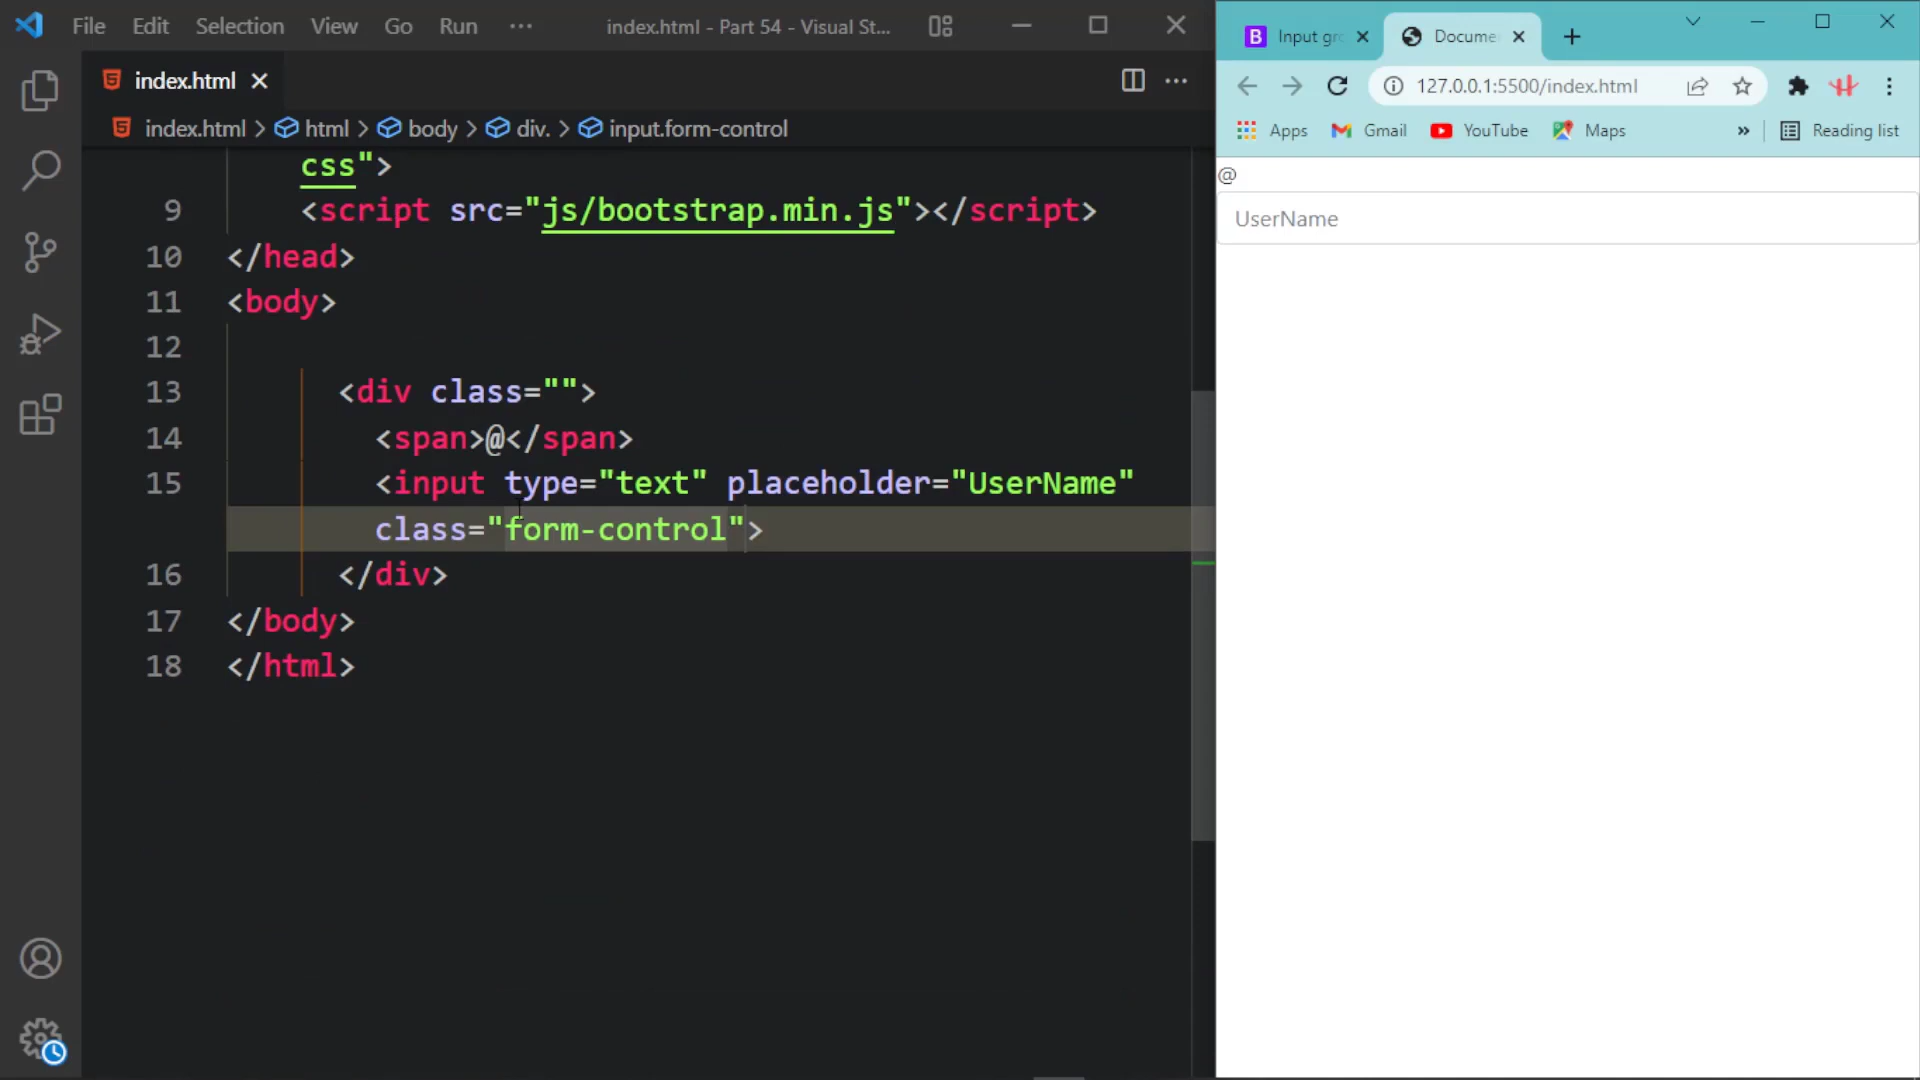 File Edit Selection View Go Run ··· index.html - Part 54 - Visual St...
index.html
index.html > html > body > div. > input.form-control
css">
9 <script src="js/bootstrap.min.js"></script>
10 </head>
11 <body>
12
13 <div class="">
14 <span>@</span>
15 <input type="text" placeholder="UserName"
class="form-control">
16 </div>
17 </body>
18 </html>
B Input gr
Docume
127.0.0.1:5500/index.html
Apps Gmail YouTube Maps » Reading list
@
UserName